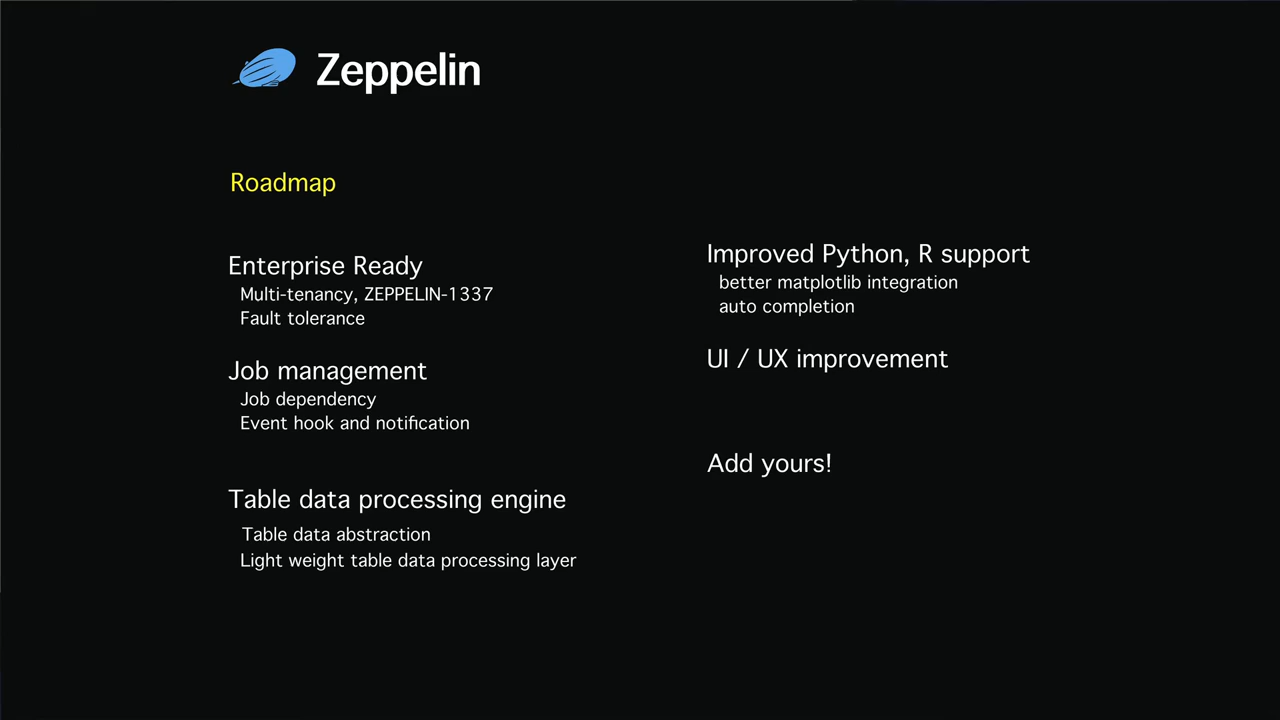 Zeppelin
Roadmap
Enterprise Ready
Multi-tenancy, ZEPPELIN-1337
Fault tolerance
Job management
Job dependency
Event hook and notification
Table data processing engine
Table data abstraction
Light weight table data processing layer
Improved Python, R support
better matplotlib integration
auto completion
UI / UX improvement
Add yours!